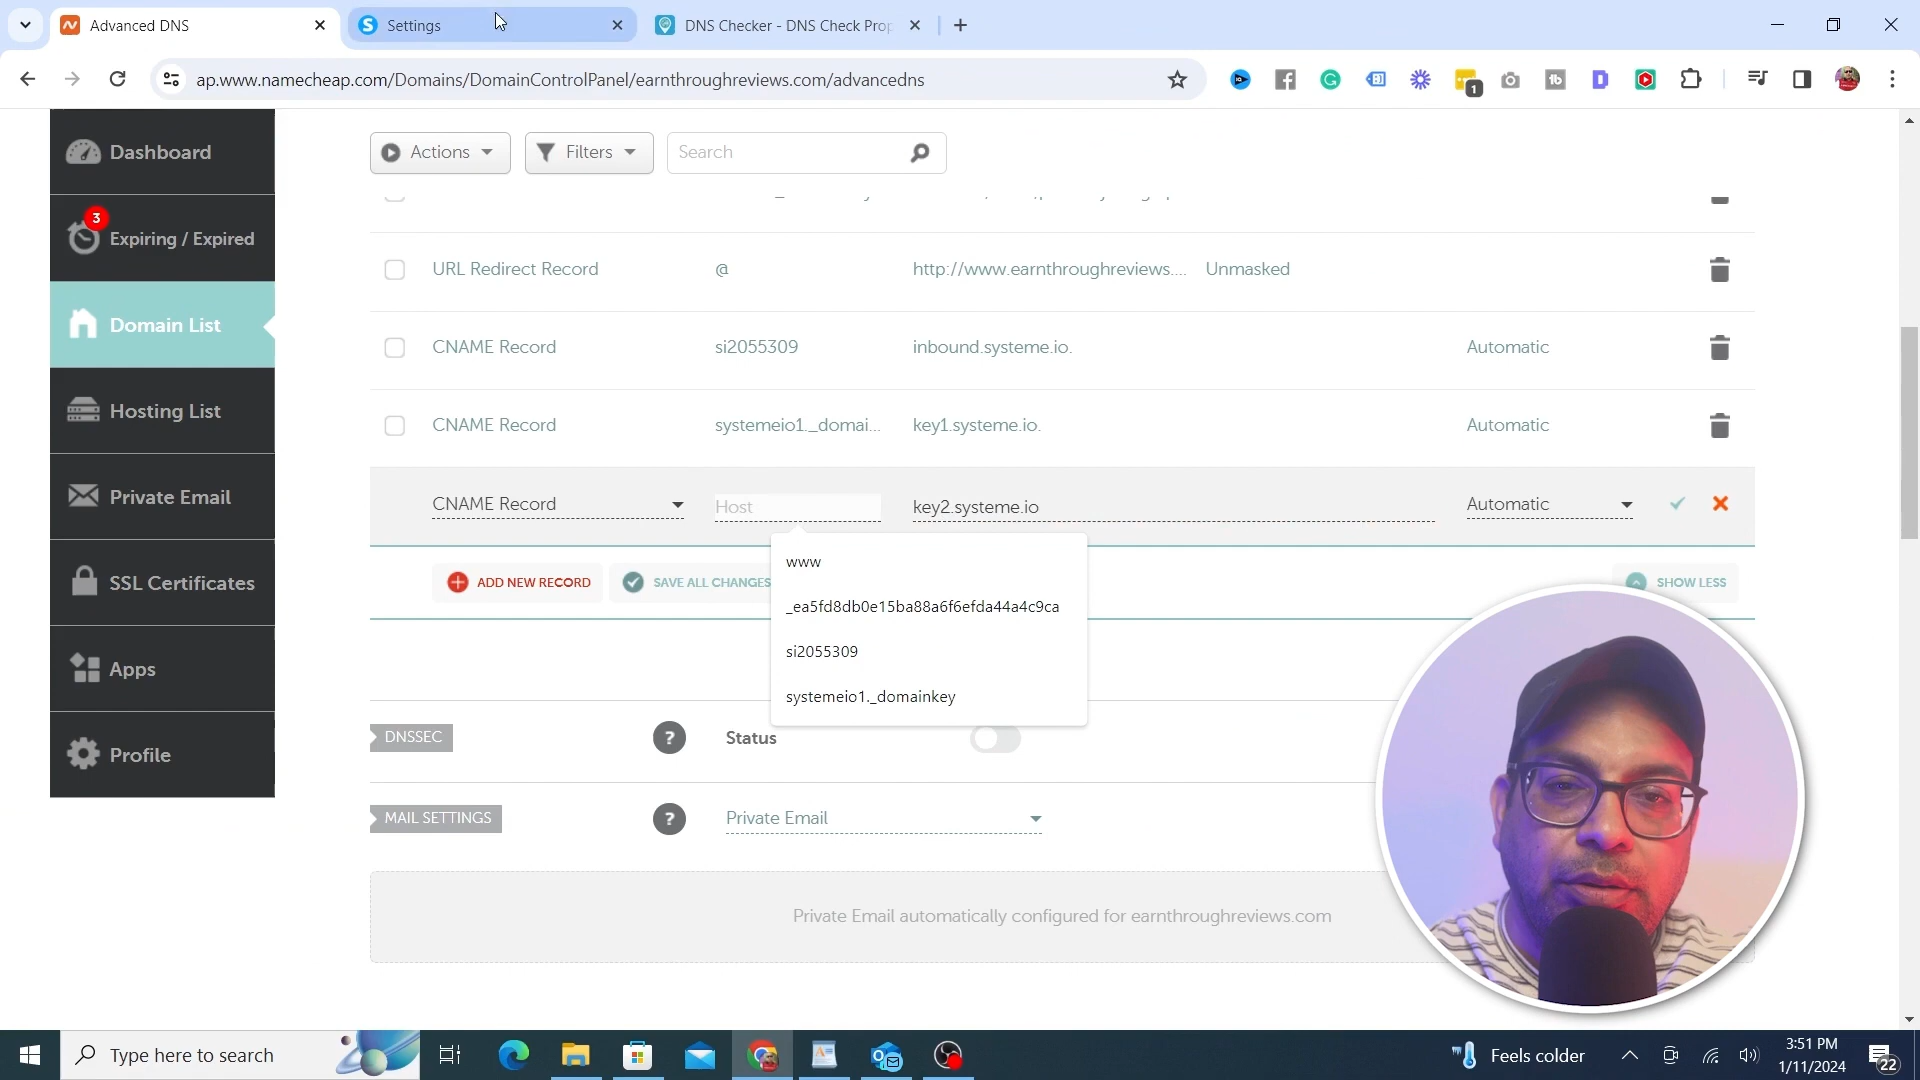 Advanced DNS
Settings
DNS Checker - DNS Check Prop
ap.www.namecheap.com/Domains/DomainControlPanel/earnthroughreviews.com/advancedns
1
Dashboard
3
Expiring / Expired
Domain List
Hosting List
Private Email
SSL Certificates
Apps
Profile
Actions
Filters
Search
URL Redirect Record @ http://www.earnthroughreviews.... Unmasked
CNAME Record si2055309 inbound.systeme.io. Automatic
CNAME Record systemeio1._domai... key1.systeme.io. Automatic
CNAME Record Host key2.systeme.io Automatic
www
_ea5fd8db0e15ba88a6f6efda44a4c9ca
si2055309
systemeio1._domainkey
ADD NEW RECORD
SAVE ALL CHANGES
SHOW LESS
DNSSEC ? Status
MAIL SETTINGS ? Private Email
Private Email automatically configured for earnthroughreviews.com
Type here to search
Feels colder
3:51 PM
1/11/2024
22